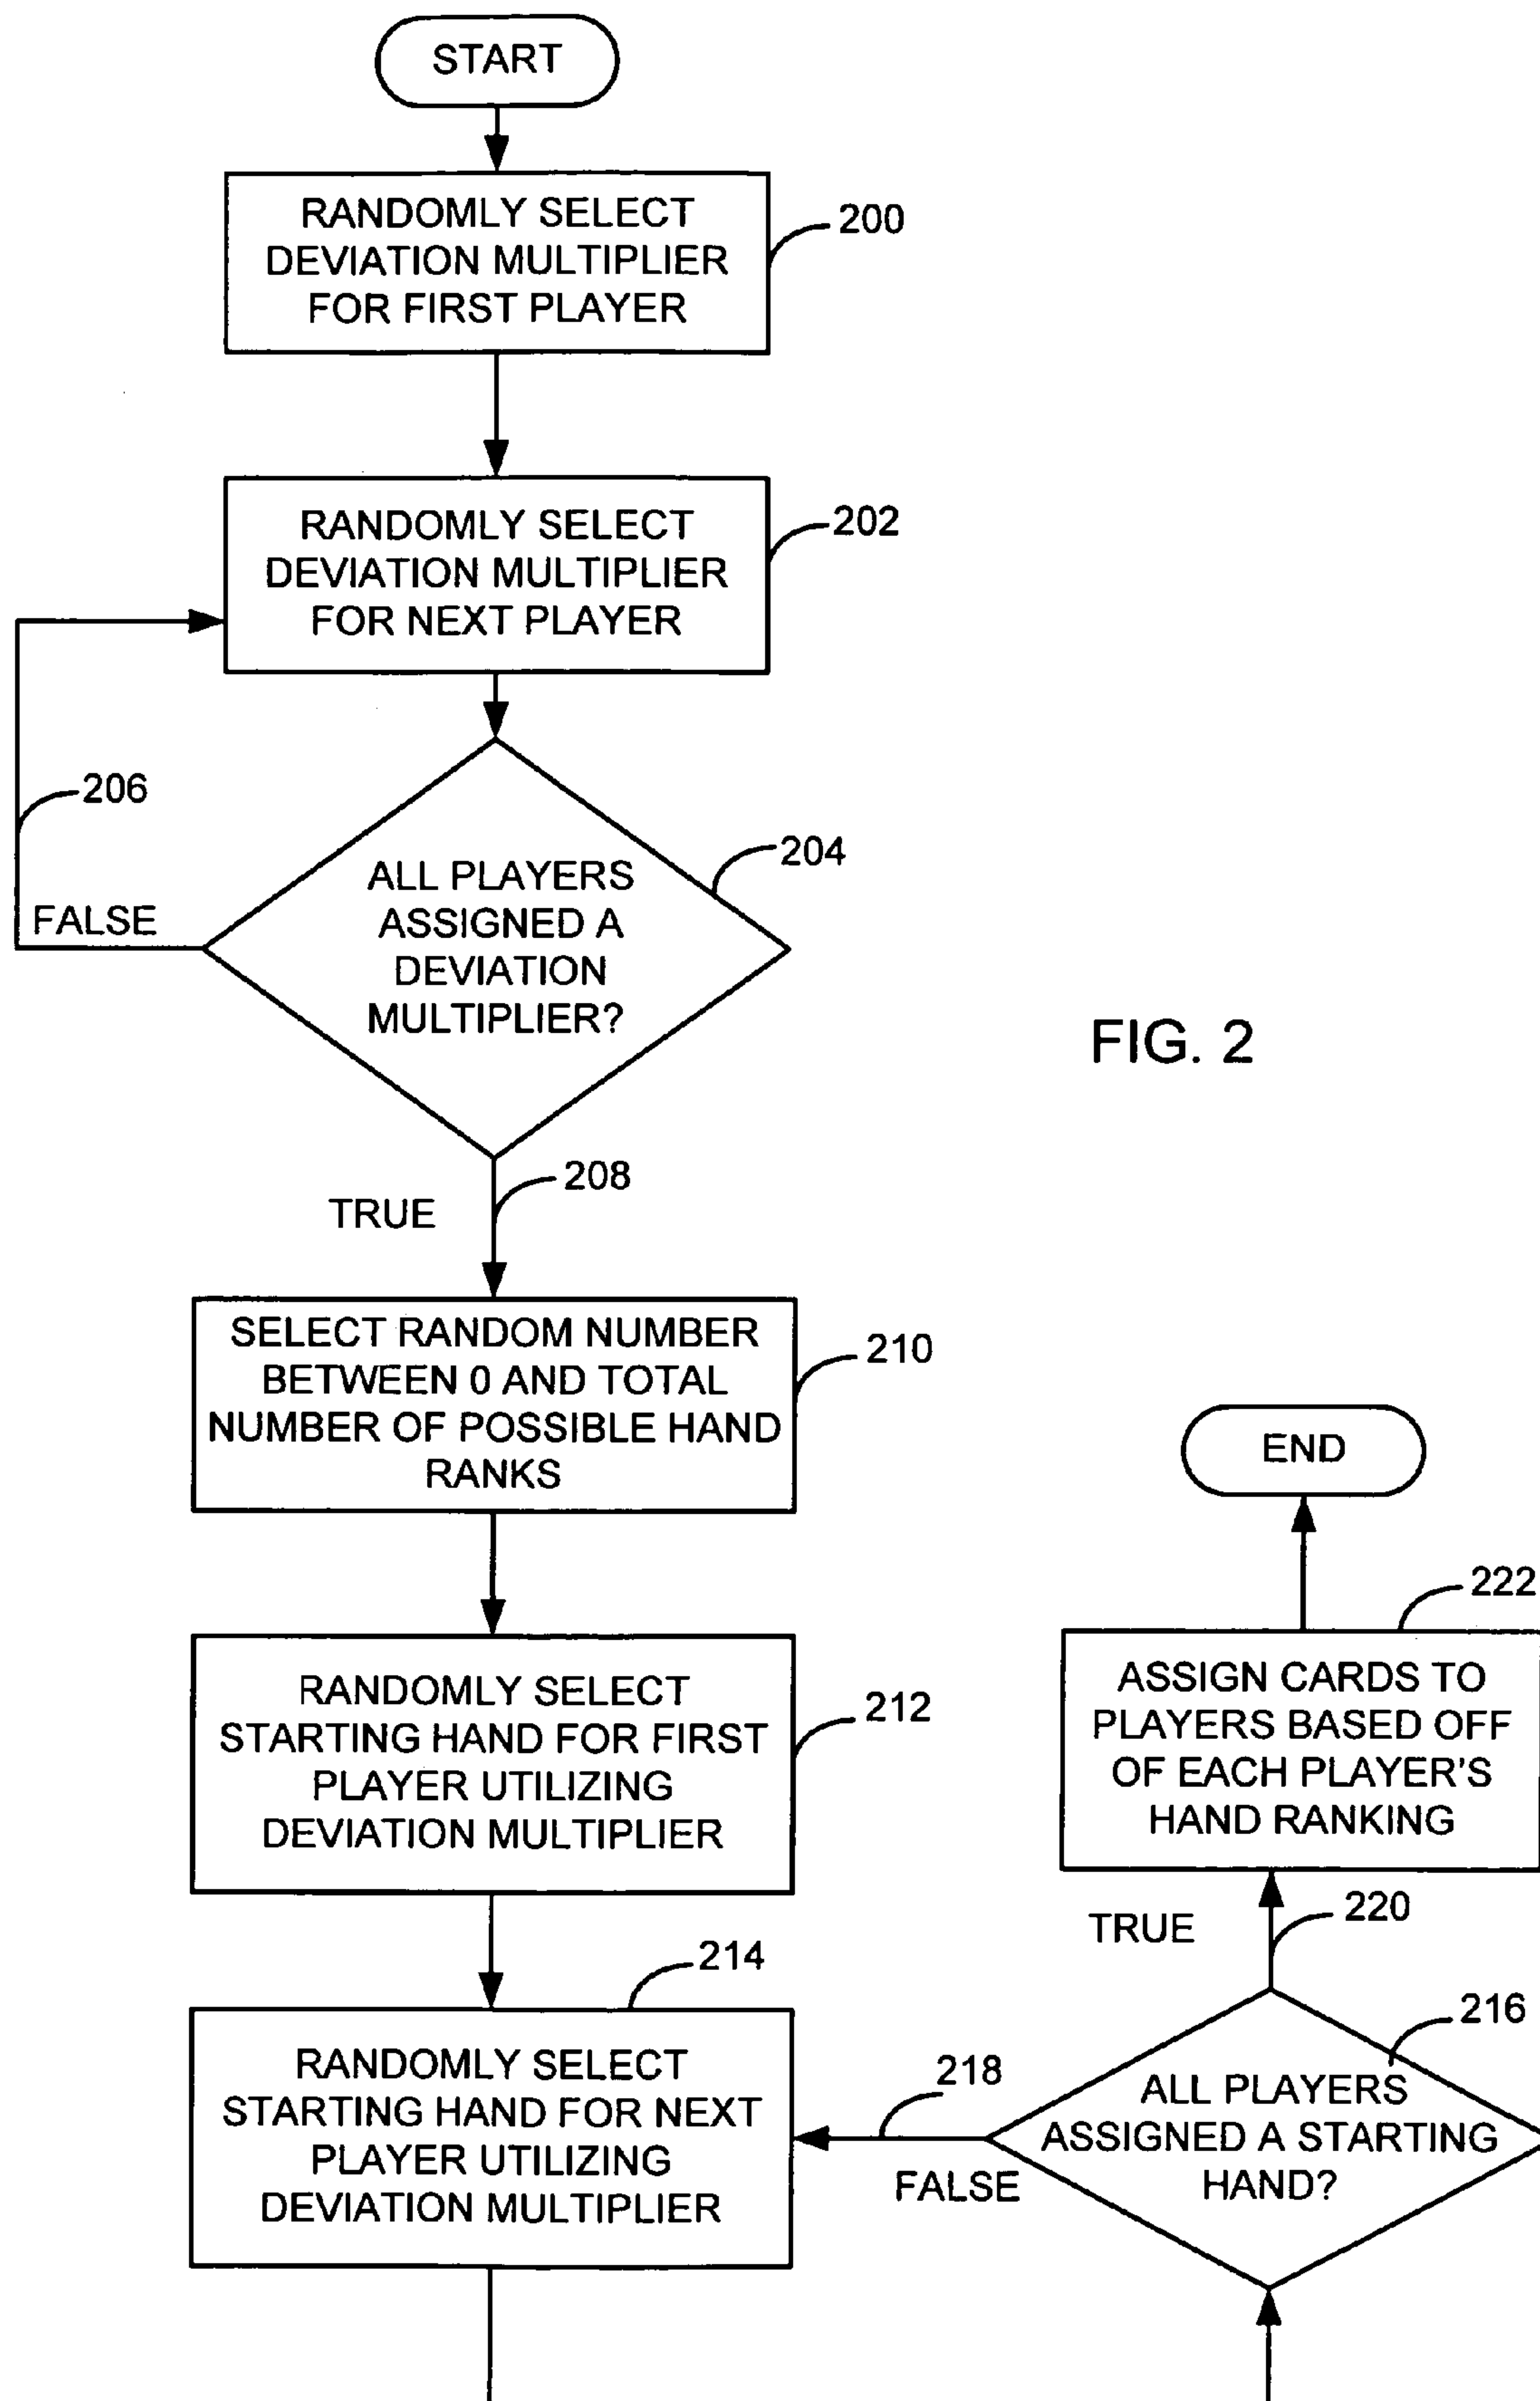 START
RANDOMLY SELECT
DEVIATION MULTIPLIER
FOR FIRST PLAYER
200
RANDOMLY SELECT
DEVIATION MULTIPLIER
FOR NEXT PLAYER
202
206
FALSE
ALL PLAYERS
ASSIGNED A
DEVIATION
MULTIPLIER?
204
FIG. 2
TRUE
208
SELECT RANDOM NUMBER
BETWEEN 0 AND TOTAL
NUMBER OF POSSIBLE HAND
RANKS
210
RANDOMLY SELECT
STARTING HAND FOR FIRST
PLAYER UTILIZING
DEVIATION MULTIPLIER
212
214
RANDOMLY SELECT
STARTING HAND FOR NEXT
PLAYER UTILIZING
DEVIATION MULTIPLIER
218
FALSE
216
ALL PLAYERS
ASSIGNED A STARTING
HAND?
TRUE
220
222
ASSIGN CARDS TO
PLAYERS BASED OFF
OF EACH PLAYER'S
HAND RANKING
END